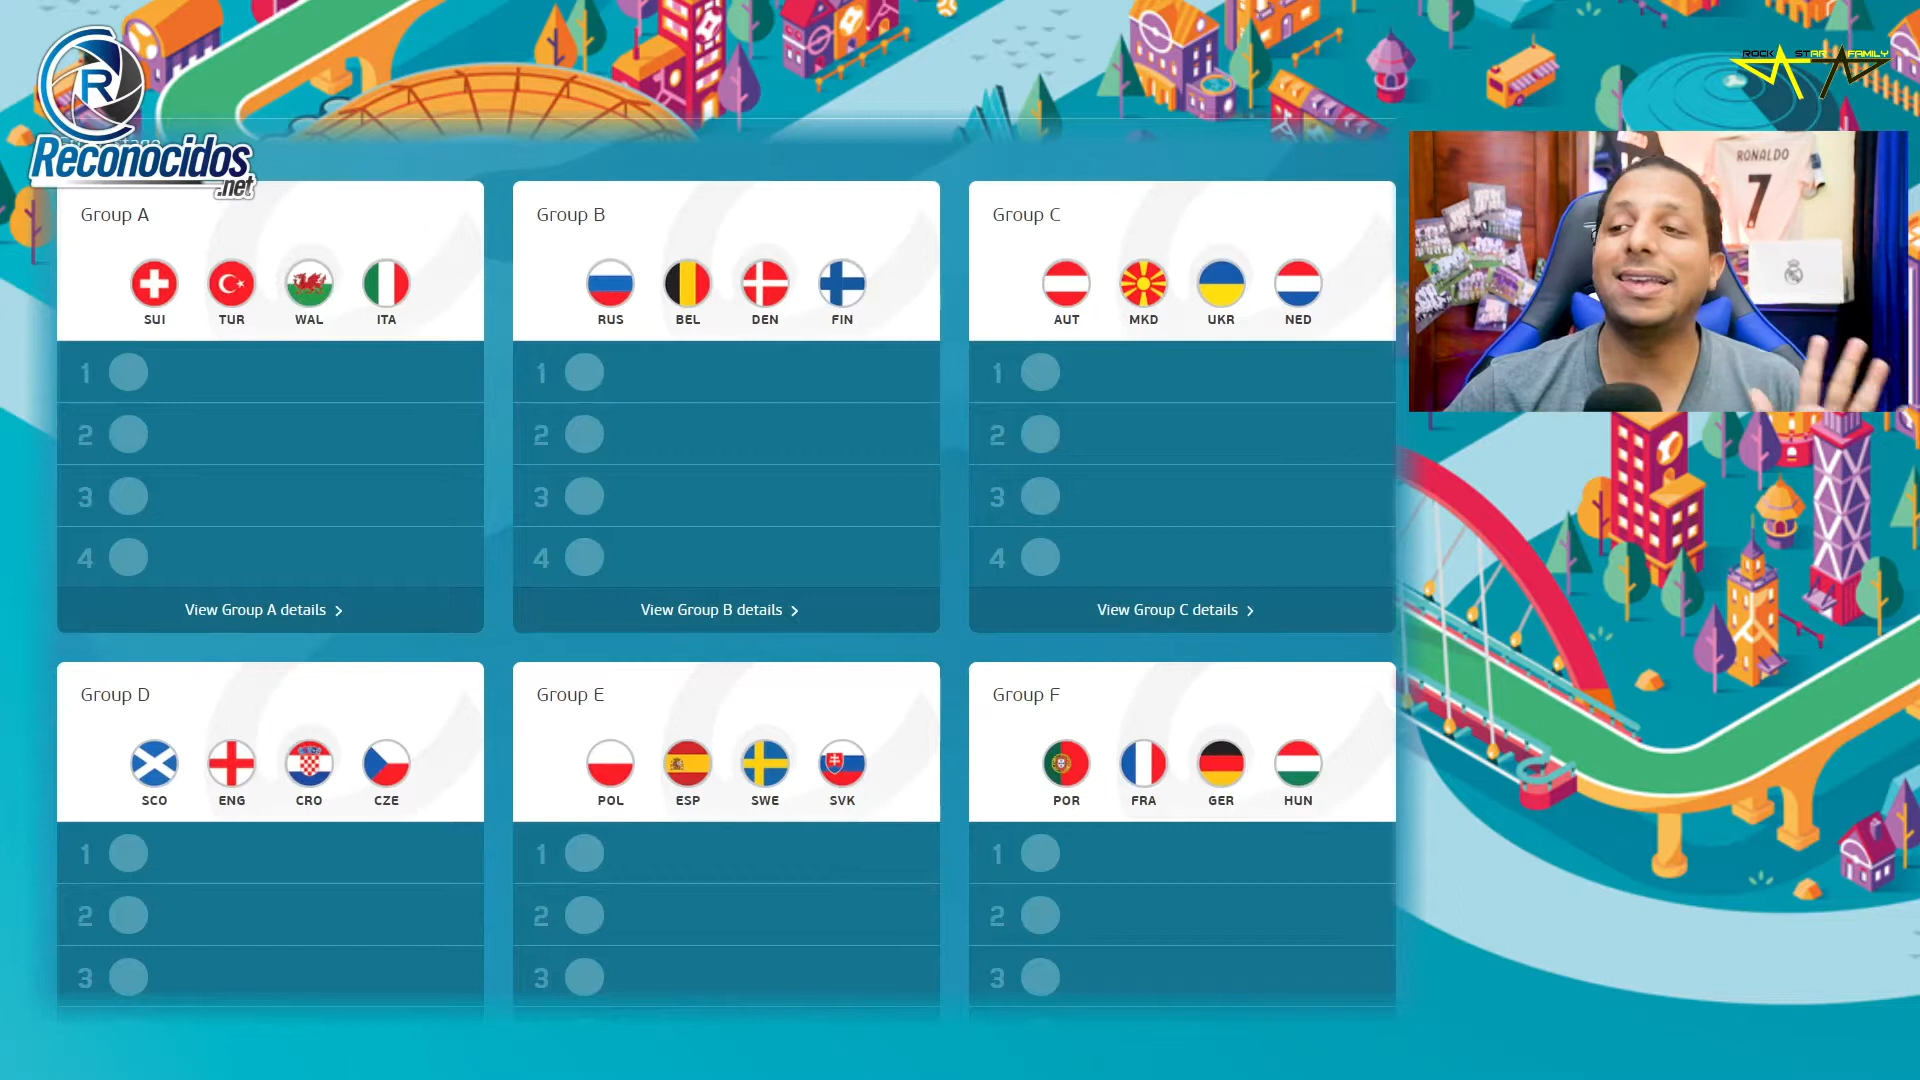 R
Reconocidos
.net
ROCK STAR FAMILY
RONALDO
7
Group A
SUI TUR WAL ITA
1
2
3
4
View Group A details
Group B
RUS BEL DEN FIN
1
2
3
4
View Group B details
Group C
AUT MKD UKR NED
1
2
3
4
View Group C details
Group D
SCO ENG CRO CZE
1
2
3
Group E
POL ESP SWE SVK
1
2
3
Group F
POR FRA GER HUN
1
2
3